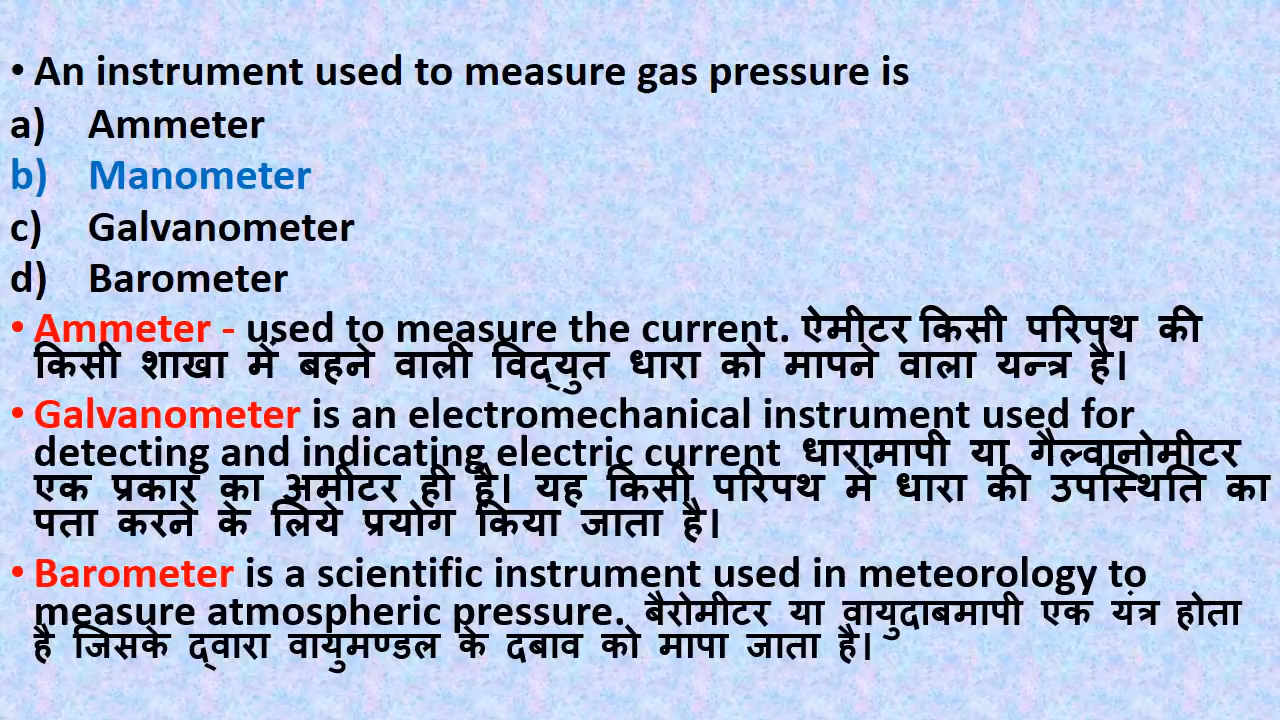 • An instrument used to measure gas pressure is
a) Ammeter
b) Manometer
c) Galvanometer
d) Barometer
• Ammeter - used to measure the current. ऐमीटर किसी परिपथ की
किसी शाखा में बहने वाली विद्युत धारा को मापने वाला यन्त्र है।
• Galvanometer is an electromechanical instrument used for
detecting and indicating electric current धारामापी या गैल्वानोमीटर
एक प्रकार का अमीटर ही है। यह किसी परिपथ में धारा की उपस्थिति का
पता करने के लिये प्रयोग किया जाता है।
• Barometer is a scientific instrument used in meteorology to
measure atmospheric pressure. बैरोमीटर या वायुदाबमापी एक यंत्र होता
है जिसके द्वारा वायुमण्डल के दबाव को मापा जाता है।